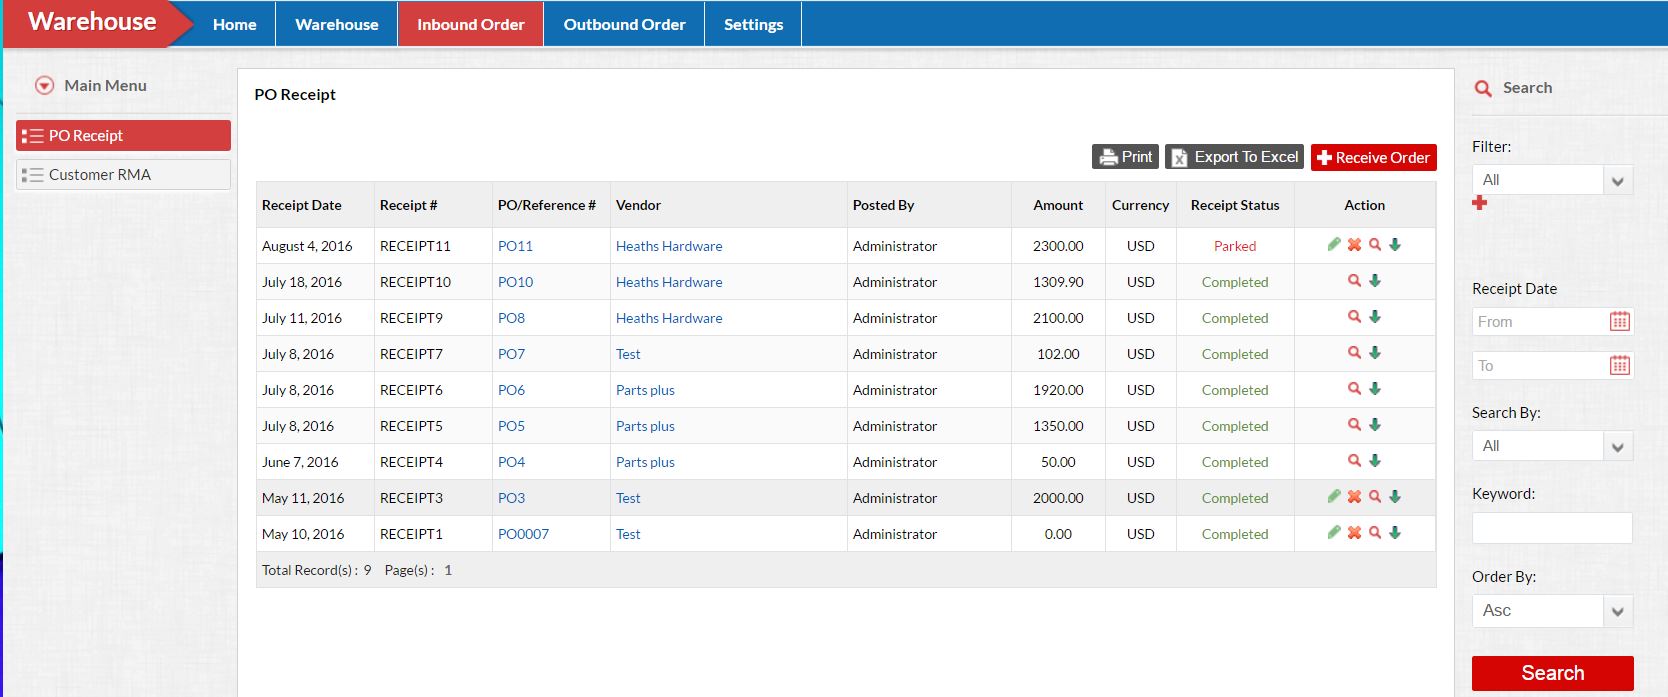 Warehouse Home Warehouse Inbound Order Outbound Order Settings
Main Menu
PO Receipt
Customer RMA
PO Receipt
Print Export To Excel Receive Order
Receipt Date Receipt # PO/Reference # Vendor Posted By Amount Currency Receipt Status Action
August 4, 2016 RECEIPT11 PO11 Heaths Hardware Administrator 2300.00 USD Parked
July 18, 2016 RECEIPT10 PO10 Heaths Hardware Administrator 1309.90 USD Completed
July 11, 2016 RECEIPT9 PO8 Heaths Hardware Administrator 2100.00 USD Completed
July 8, 2016 RECEIPT7 PO7 Test Administrator 102.00 USD Completed
July 8, 2016 RECEIPT6 PO6 Parts plus Administrator 1920.00 USD Completed
July 8, 2016 RECEIPT5 PO5 Parts plus Administrator 1350.00 USD Completed
June 7, 2016 RECEIPT4 PO4 Parts plus Administrator 50.00 USD Completed
May 11, 2016 RECEIPT3 PO3 Test Administrator 2000.00 USD Completed
May 10, 2016 RECEIPT1 PO0007 Test Administrator 0.00 USD Completed
Total Record(s) : 9 Page(s) : 1
Search
Filter:
All
Receipt Date
From
To
Search By:
All
Keyword:
Order By:
Asc
Search